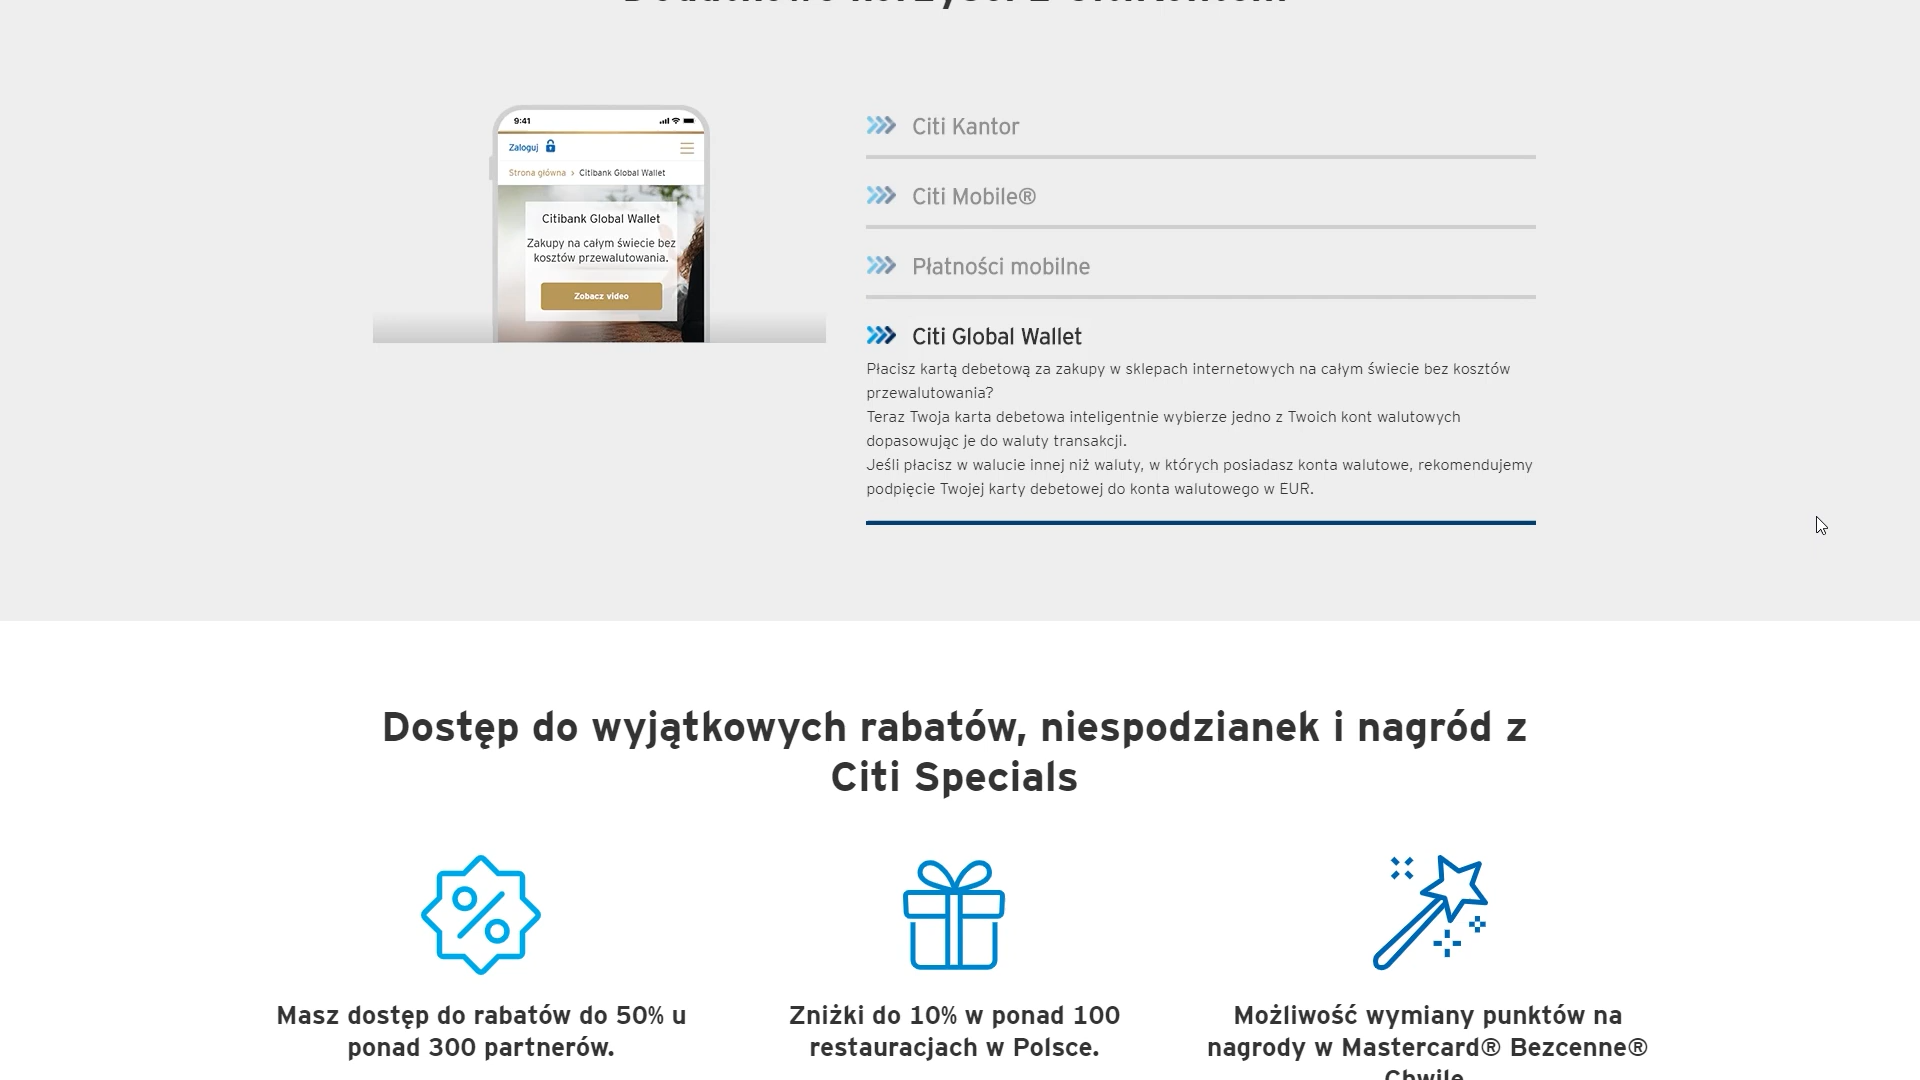 9:41
Zaloguj
Strona główna › Citibank Global Wallet
Citibank Global Wallet
Zakupy na całym świecie bez
kosztów przewalutowania.
Zobacz video
Citi Kantor
Citi Mobile®
Płatności mobilne
Citi Global Wallet
Płacisz kartą debetową za zakupy w sklepach internetowych na całym świecie bez kosztów
przewalutowania?
Teraz Twoja karta debetowa inteligentnie wybierze jedno z Twoich kont walutowych
dopasowując je do waluty transakcji.
Jeśli płacisz w walucie innej niż waluty, w których posiadasz konta walutowe, rekomendujemy
podpięcie Twojej karty debetowej do konta walutowego w EUR.
Dostęp do wyjątkowych rabatów, niespodzianek i nagród z
Citi Specials
Masz dostęp do rabatów do 50% u
ponad 300 partnerów.
Zniżki do 10% w ponad 100
restauracjach w Polsce.
Możliwość wymiany punktów na
nagrody w Mastercard® Bezcenne®
Chwile